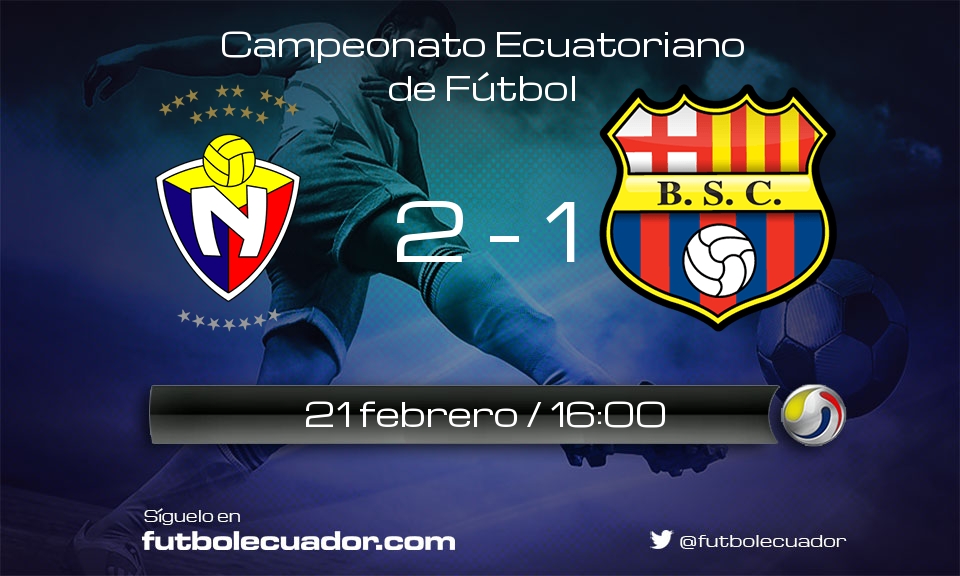 Campeonato Ecuatoriano
de Fútbol
N
B. S. C.
2 - 1
21 febrero / 16:00
Síguelo en
futbolecuador.com
@futbolecuador